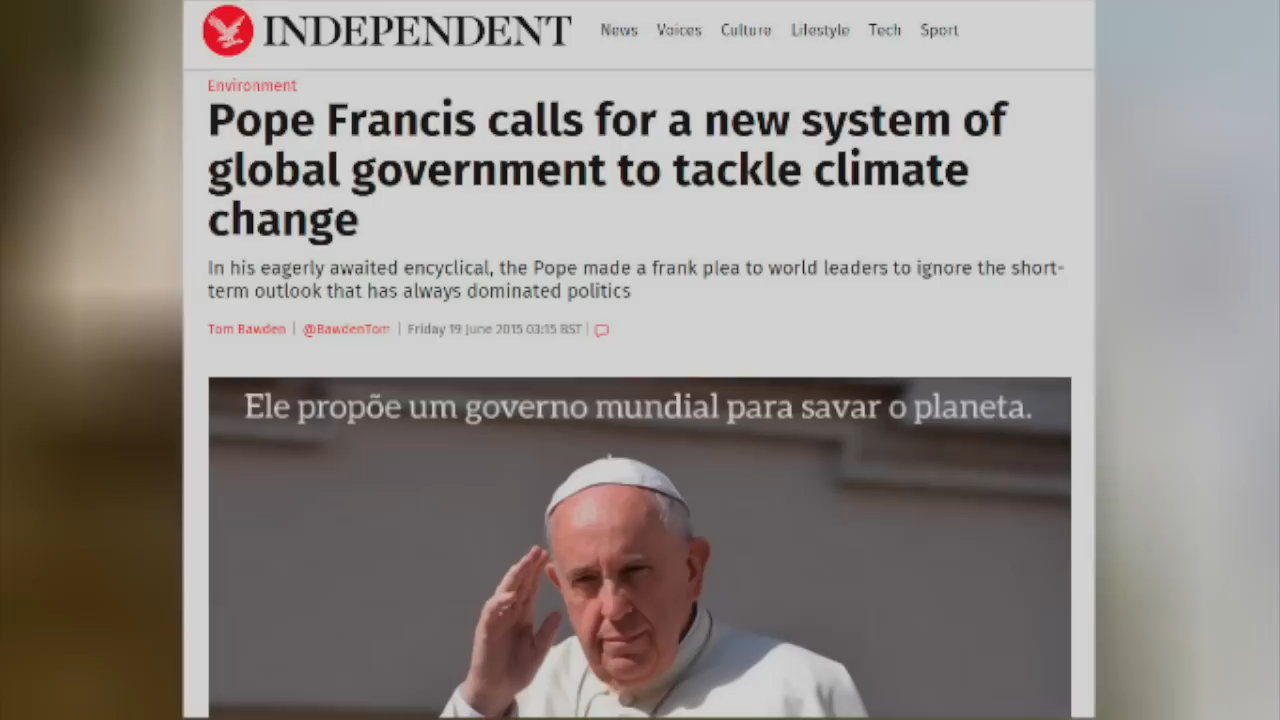 INDEPENDENT
News Voices Culture Lifestyle Tech Sport
Environment
Pope Francis calls for a new system of
global government to tackle climate
change
In his eagerly awaited encyclical, the Pope made a frank plea to world leaders to ignore the short-
term outlook that has always dominated politics
Tom Bawden | @BawdenTom | Friday 19 June 2015 03:15 BST |
Ele propõe um governo mundial para savar o planeta.